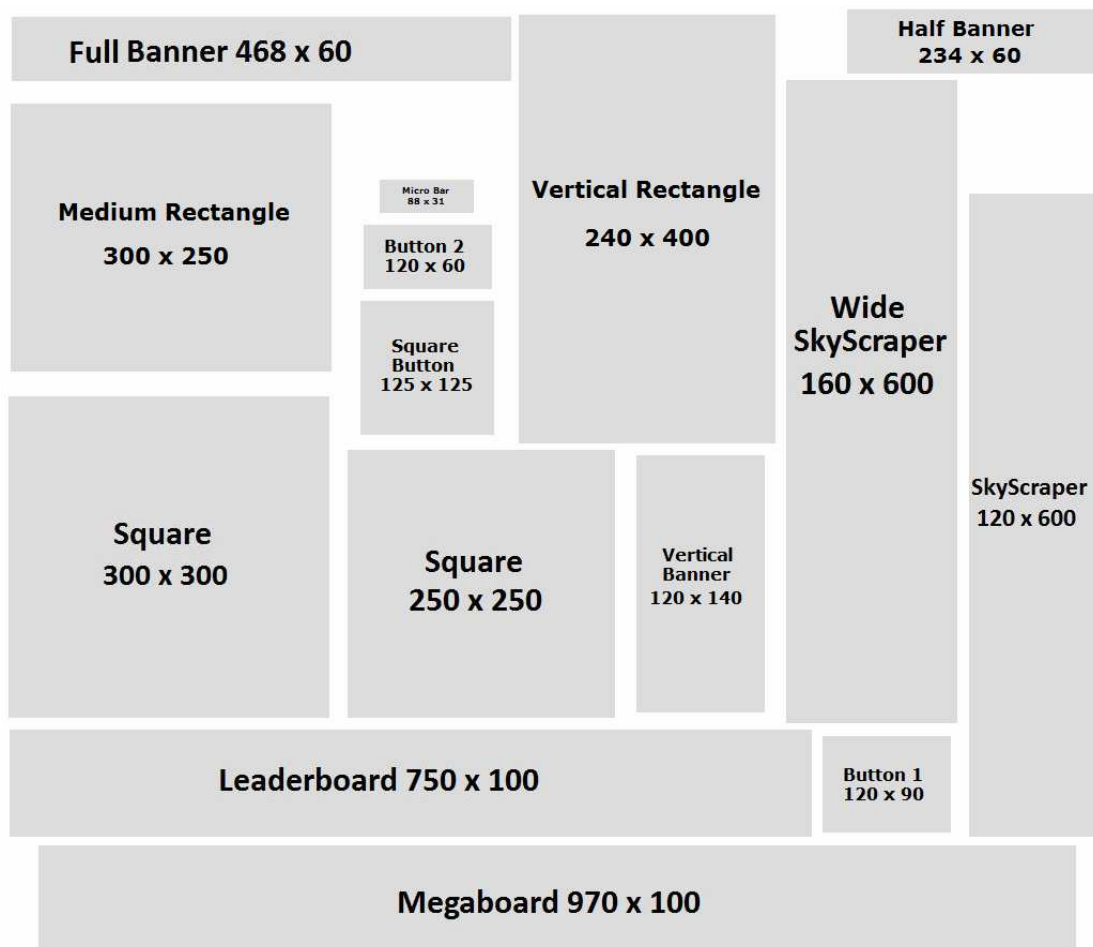 Full Banner 468 x 60
Half Banner
234 x 60
Medium Rectangle
300 x 250
Micro Bar
88 x 31
Button 2
120 x 60
Square
Button
125 x 125
Vertical Rectangle
240 x 400
Wide
SkyScraper
160 x 600
SkyScraper
120 x 600
Square
300 x 300
Square
250 x 250
Vertical
Banner
120 x 140
Leaderboard 750 x 100
Button 1
120 x 90
Megaboard 970 x 100